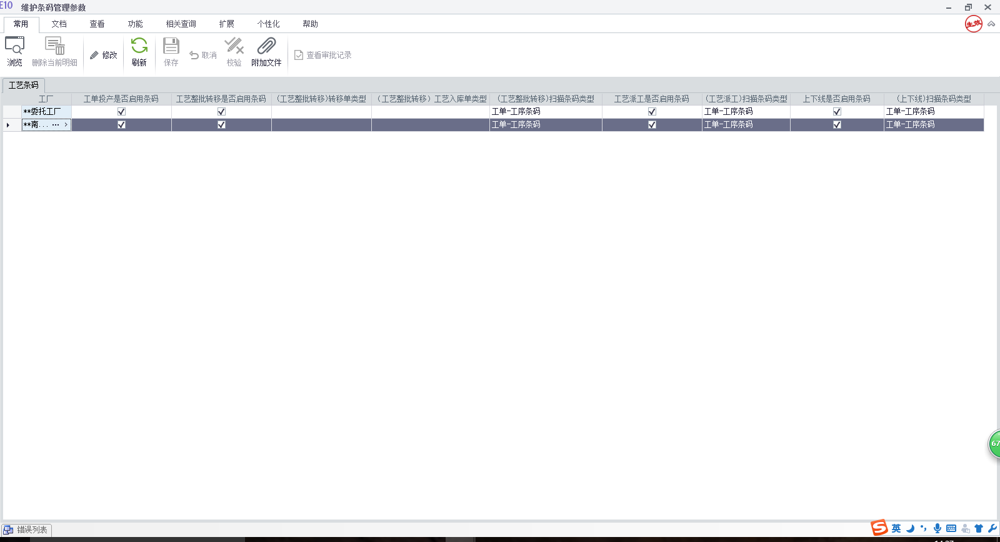 E10 维护条码管理参数
常用 文档 查看 功能 相关查询 扩展 个性化 帮助
生效
浏览 删除当前明细 修改 刷新 保存 取消 校验 附加文件 查看审批记录
工艺条码
工厂 工单投产是否启用条码 工艺整批转移是否启用条码 (工艺整批转移)转移单类型 (工艺整批转移) 工艺入库单类型 (工艺整批转移)扫描条码类型 工艺派工是否启用条码 (工艺派工)扫描条码类型 上下线是否启用条码 (上下线)扫描条码类型
**委托工厂 工单-工序条码 工单-工序条码 工单-工序条码
**南... ··· 工单-工序条码 工单-工序条码 工单-工序条码
67
错误列表
英